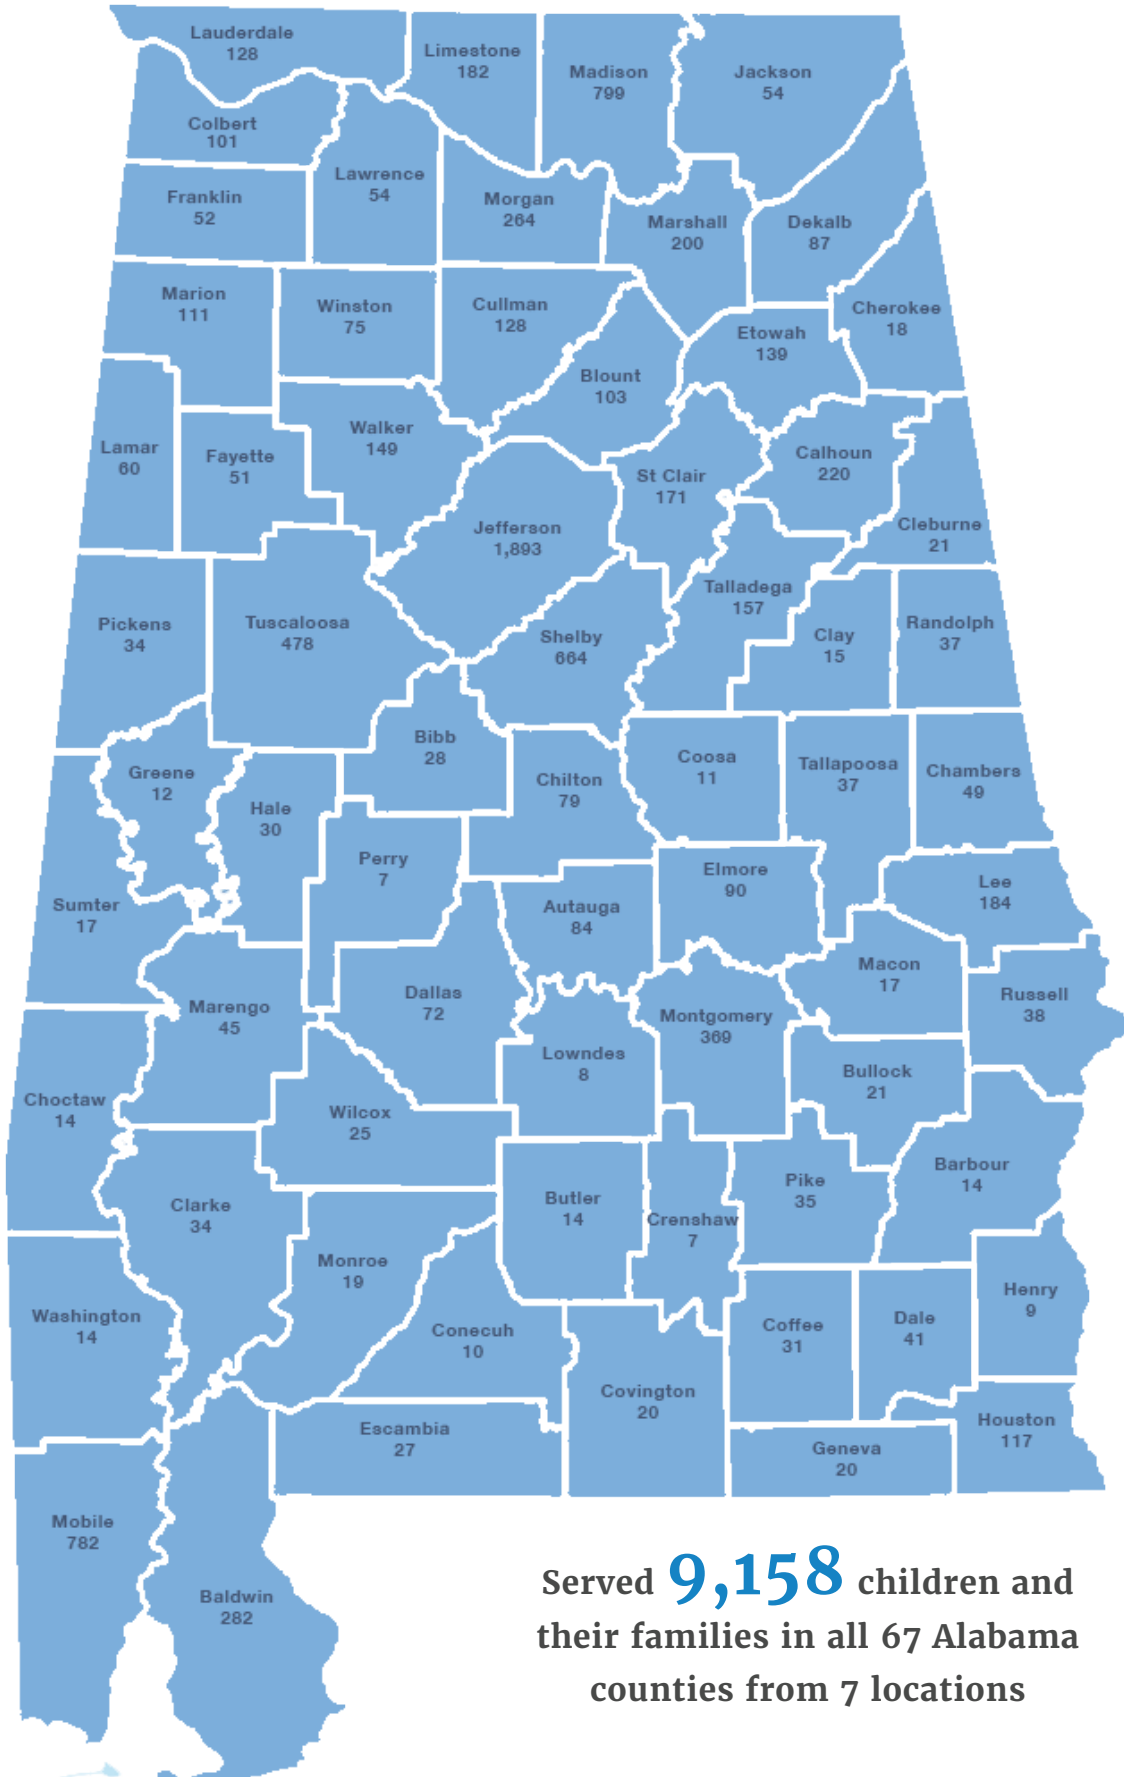 Lauderdale
128
Limestone
182
Madison
799
Jackson
54
Colbert
101
Lawrence
54
Franklin
52
Morgan
264
Marshall
200
Dekalb
87
Marion
111
Winston
75
Cullman
128
Cherokee
18
Etowah
139
Blount
103
Walker
149
Lamar
60
Fayette
51
St Clair
171
Calhoun
220
Jefferson
1,893
Cleburne
21
Talladega
157
Pickens
34
Tuscaloosa
478
Shelby
664
Clay
15
Randolph
37
Bibb
28
Coosa
11
Tallapoosa
37
Chambers
49
Greene
12
Chilton
79
Hale
30
Perry
7
Elmore
90
Lee
184
Sumter
17
Autauga
84
Macon
17
Dallas
72
Russell
38
Marengo
45
Montgomery
369
Lowndes
8
Bullock
21
Choctaw
14
Wilcox
25
Barbour
14
Pike
35
Clarke
34
Butler
14
Crenshaw
7
Monroe
19
Henry
9
Washington
14
Conecuh
10
Coffee
31
Dale
41
Covington
20
Escambia
27
Houston
117
Geneva
20
Mobile
782
Baldwin
282
Served 9,158 children and
their families in all 67 Alabama
counties from 7 locations